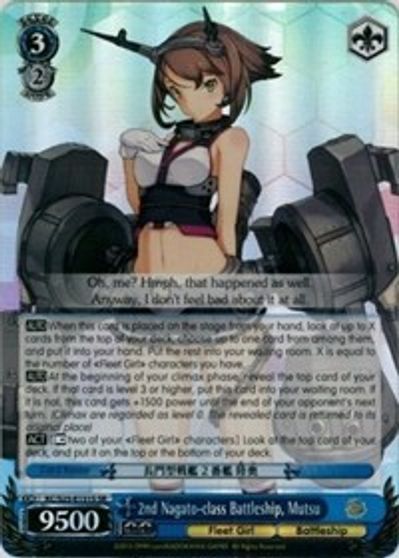 3
2
Oh, me? Hmph, that happened as well.
Anyway, I don't feel bad about it at all.
AUTO When this card is placed on the stage from your hand, look at up to X
cards from the top of your deck, choose up to one card from among them,
and put it into your hand. Put the rest into your waiting room. X is equal to
the number of «Fleet Girl» characters you have.
AUTO At the beginning of your climax phase, reveal the top card of your
deck. If that card is level 3 or higher, put this card into your waiting room. If
it is not, this card gets +1500 power until the end of your opponent's next
turn. (Climax are regarded as level 0. The revealed card is returned to its
original place)
ACT [two of your «Fleet Girl» characters] Look at the top card of your
deck, and put it on top or bottom of your deck.
長門型戦艦 2番艦 陸奥
2nd Nagato-class Battleship, Mutsu
9500
Fleet Girl
Battleship